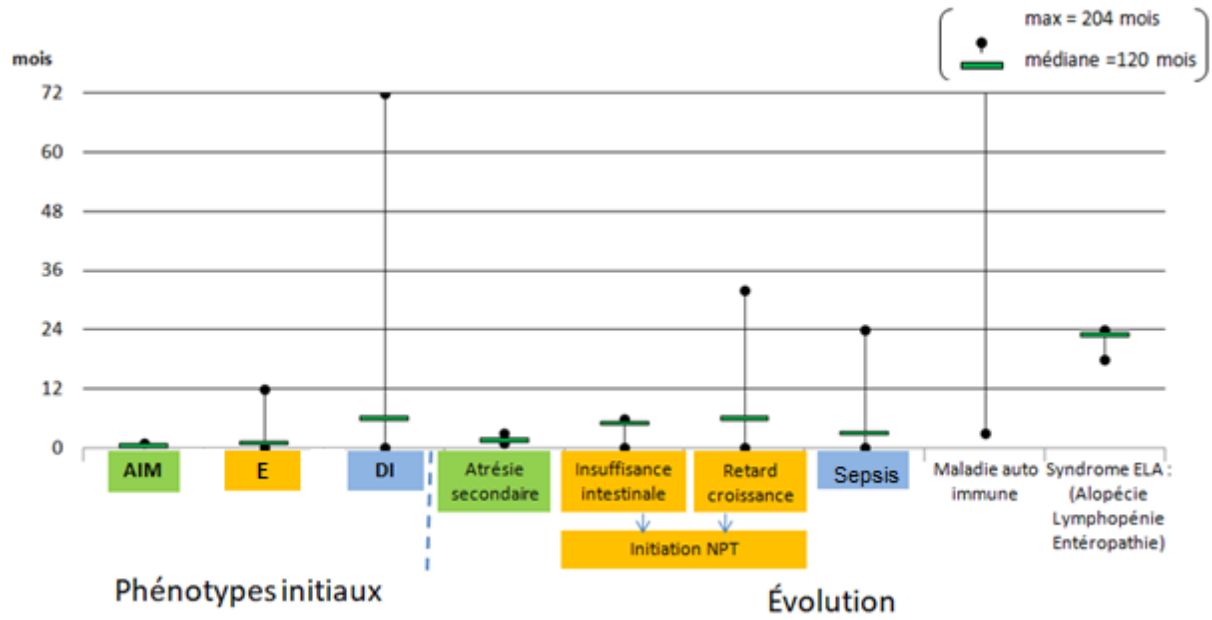 max = 204 mois
médiane =120 mois
mois
72
60
48
36
24
12
0
AIM
E
DI
Atrésie
secondaire
Insuffisance
intestinale
Retard
croissance
Sepsis
Maladie auto
immune
Syndrome ELA :
(Alopécie
Lymphopénie
Entéropathie)
Initiation NPT
Phénotypes initiaux
Évolution